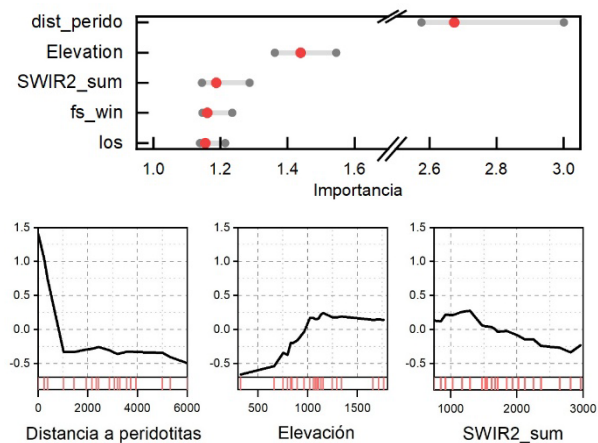 dist_perido
Elevation
SWIR2_sum
fs_win
los
1.0 1.2 1.4 1.6 2.6 3.0
Importancia
1.5
1.0
0.5
0.0
-0.5
0 2000 4000 6000
Distancia a peridotitas
1.5
1.0
0.5
0.0
-0.5
500 1000 1500
Elevación
1.5
1.0
0.5
0.0
-0.5
1000 2000 3000
SWIR2_sum